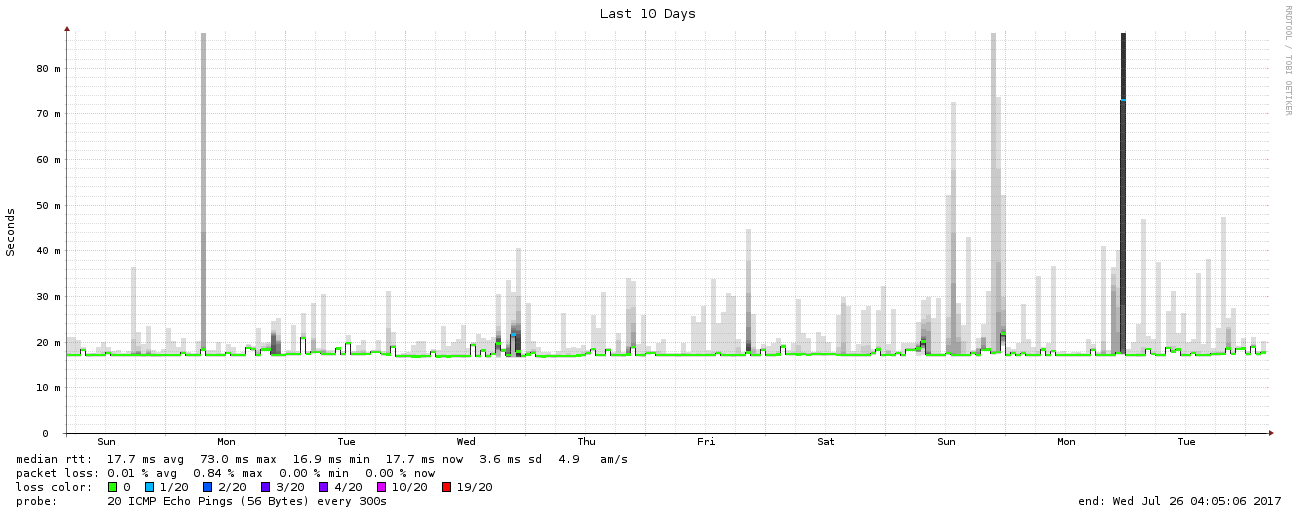 Last 10 Days
RRDTOOL / TOBI OETIKER
Seconds
80 m
70 m
60 m
50 m
40 m
30 m
20 m
10 m
0
Sun Mon Tue Wed Thu Fri Sat Sun Mon Tue
median rtt: 17.7 ms avg 73.0 ms max 16.9 ms min 17.7 ms now 3.6 ms sd 4.9 am/s
packet loss: 0.01 % avg 0.84 % max 0.00 % min 0.00 % now
loss color: 0 1/20 2/20 3/20 4/20 10/20 19/20
probe: 20 ICMP Echo Pings (56 Bytes) every 300s end: Wed Jul 26 04:05:06 2017